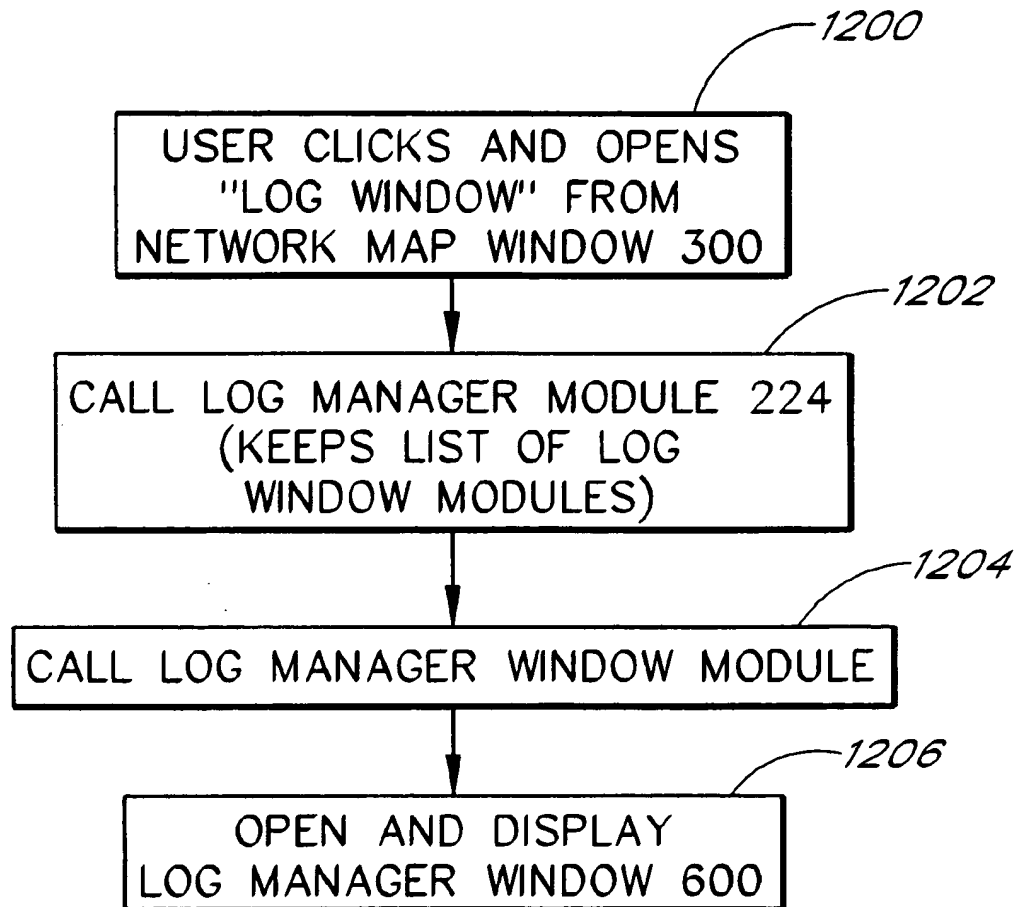 1200
USER CLICKS AND OPENS
"LOG WINDOW" FROM
NETWORK MAP WINDOW 300
1202
CALL LOG MANAGER MODULE 224
(KEEPS LIST OF LOG
WINDOW MODULES)
1204
CALL LOG MANAGER WINDOW MODULE
1206
OPEN AND DISPLAY
LOG MANAGER WINDOW 600